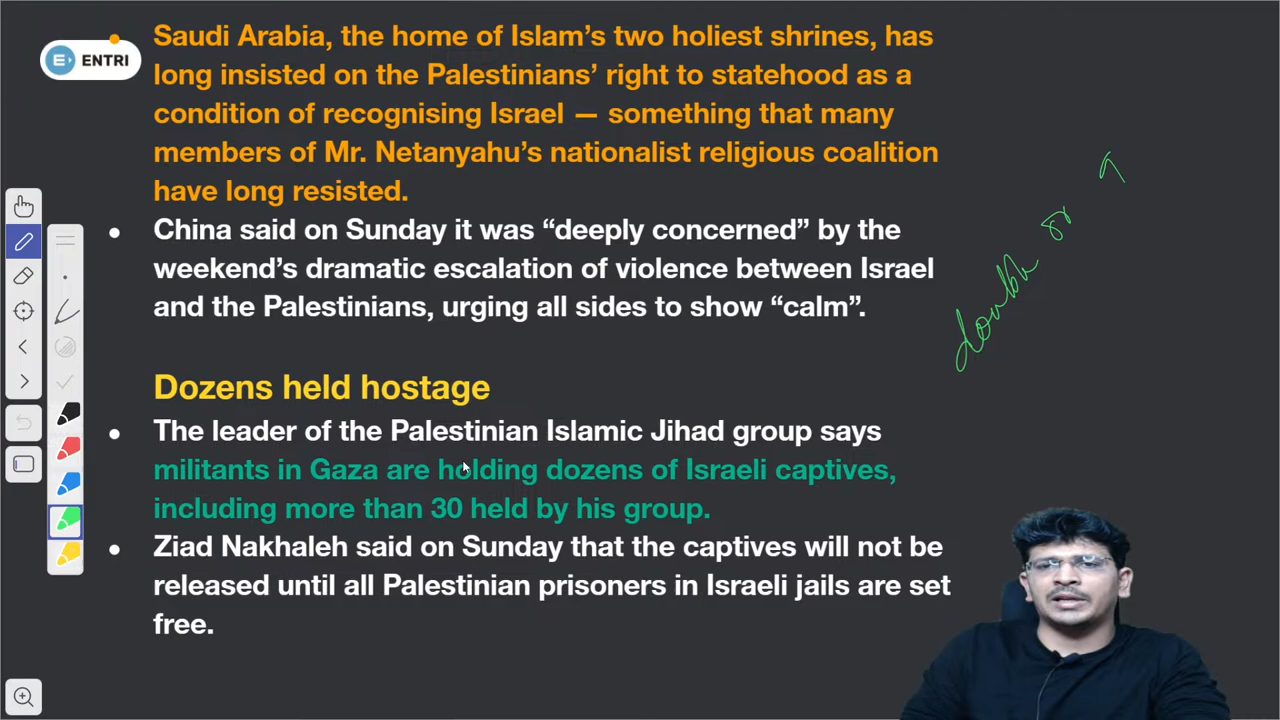 Saudi Arabia, the home of Islam’s two holiest shrines, has
ENTRI
long insisted on the Palestinians’ right to statehood as a
condition of recognising Israel — something that many
members of Mr. Netanyahu’s nationalist religious coalition
have long resisted.
● China said on Sunday it was “deeply concerned” by the
weekend’s dramatic escalation of violence between Israel
and the Palestinians, urging all sides to show “calm”.
Dozens held hostage
● The leader of the Palestinian Islamic Jihad group says
militants in Gaza are holding dozens of Israeli captives,
including more than 30 held by his group.
● Ziad Nakhaleh said on Sunday that the captives will not be
released until all Palestinian prisoners in Israeli jails are set
free.